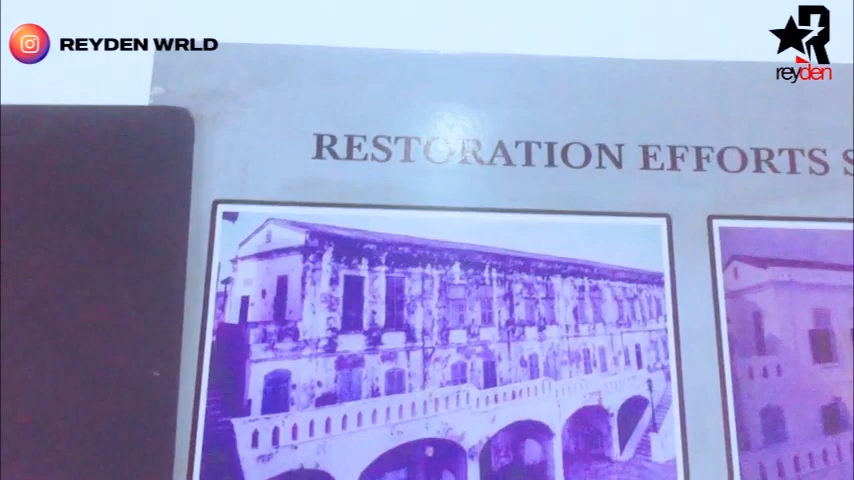 REYDEN WRLD
R
reyden
RESTORATION EFFORTS S